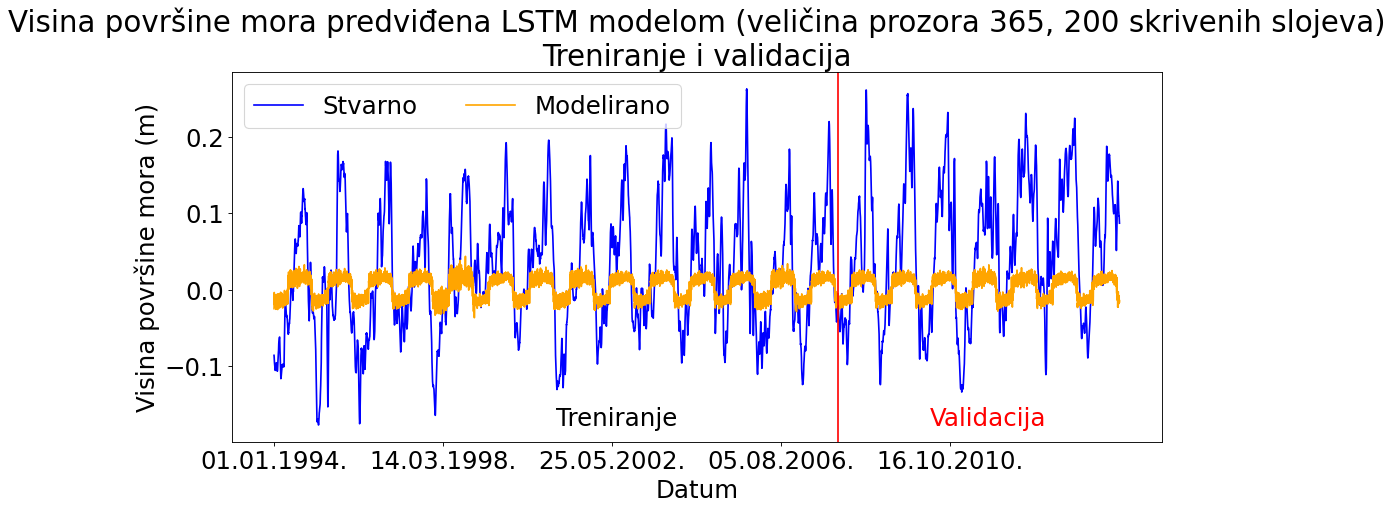 Visina površine mora predviđena LSTM modelom (veličina prozora 365, 200 skrivenih slojeva)
Treniranje i validacija
Stvarno
Modelirano
Visina površine mora (m)
0.2
0.1
0.0
−0.1
Treniranje
Validacija
01.01.1994.
14.03.1998.
25.05.2002.
05.08.2006.
16.10.2010.
Datum